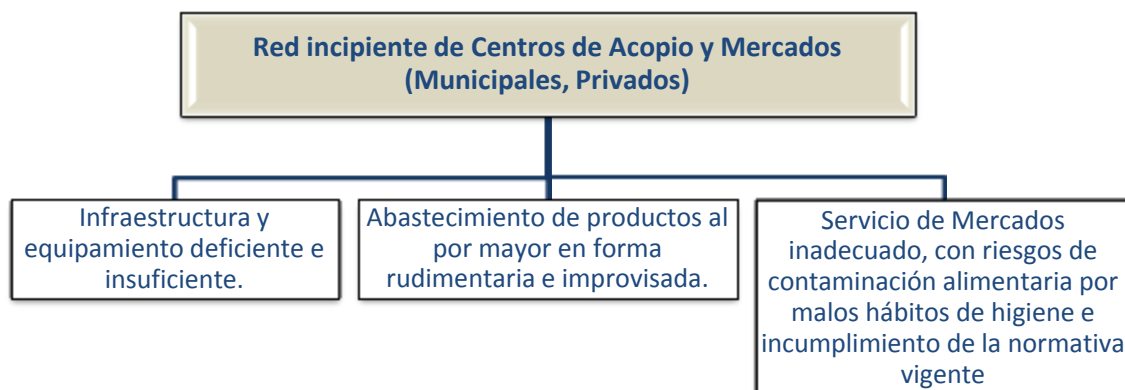 Red incipiente de Centros de Acopio y Mercados
(Municipales, Privados)
Infraestructura y
equipamiento deficiente e
insuficiente.
Abastecimiento de productos al
por mayor en forma
rudimentaria e improvisada.
Servicio de Mercados
inadecuado, con riesgos de
contaminación alimentaria por
malos hábitos de higiene e
incumplimiento de la normativa
vigente